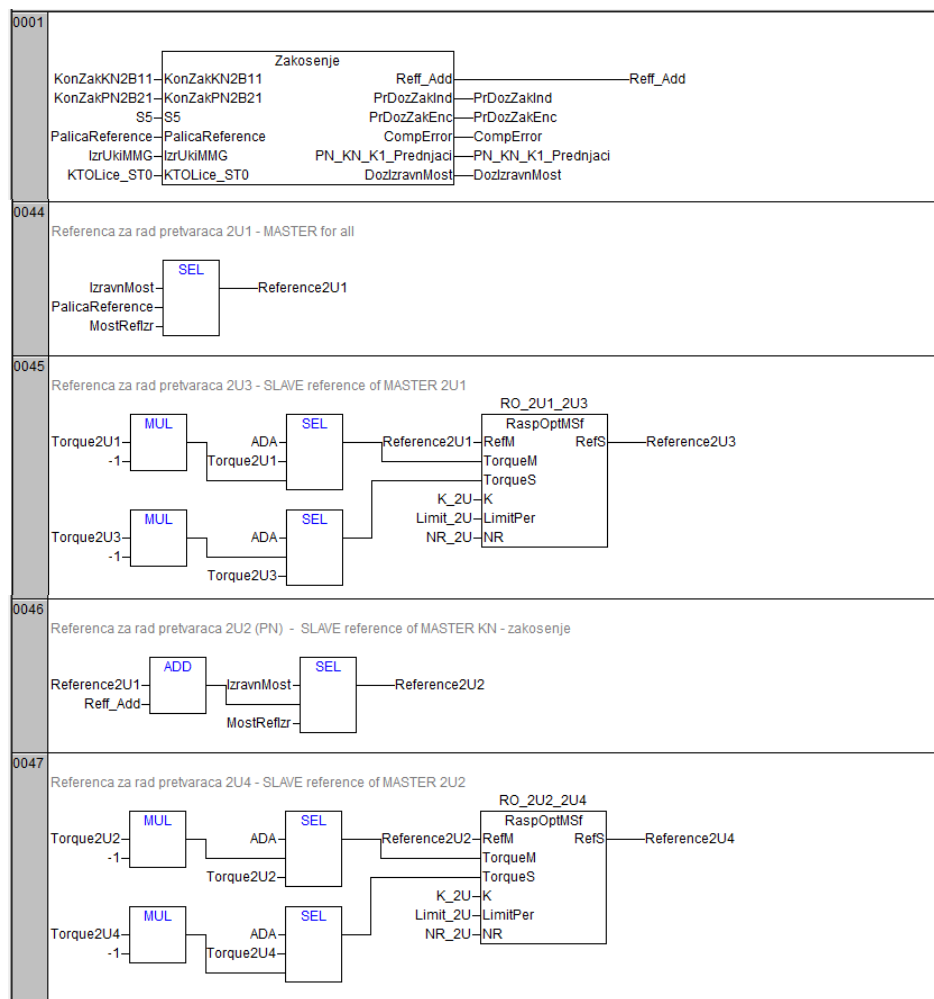 0001
Zakosenje
KonZakKN2B11 KonZakKN2B11 Reff_Add Reff_Add
KonZakPN2B21 KonZakPN2B21 PrDozZakInd PrDozZakInd
S5 S5 PrDozZakEnc PrDozZakEnc
PalicaReference PalicaReference CompError CompError
IzrUkiMMG IzrUkiMMG PN_KN_K1_Prednjaci PN_KN_K1_Prednjaci
KTOLice_ST0 KTOLice_ST0 DozIzravnMost DozIzravnMost
0044
Referenca za rad pretvaraca 2U1 - MASTER for all
SEL
IzravnMost Reference2U1
PalicaReference
MostRefIzr
0045
Referenca za rad pretvaraca 2U3 - SLAVE reference of MASTER 2U1
RO_2U1_2U3
MUL SEL RaspOptMSf
Torque2U1 ADA Reference2U1 RefM RefS Reference2U3
-1 Torque2U1 TorqueM
TorqueS
K_2U K
MUL SEL Limit_2U LimitPer
Torque2U3 ADA NR_2U NR
-1
Torque2U3
0046
Referenca za rad pretvaraca 2U2 (PN) - SLAVE reference of MASTER KN - zakosenje
ADD SEL
Reference2U1 IzravnMost Reference2U2
Reff_Add
MostRefIzr
0047
Referenca za rad pretvaraca 2U4 - SLAVE reference of MASTER 2U2
RO_2U2_2U4
MUL SEL RaspOptMSf
Torque2U2 ADA Reference2U2 RefM RefS Reference2U4
-1 TorqueM
Torque2U2 TorqueS
K_2U K
MUL SEL Limit_2U LimitPer
Torque2U4 ADA NR_2U NR
-1 Torque2U4